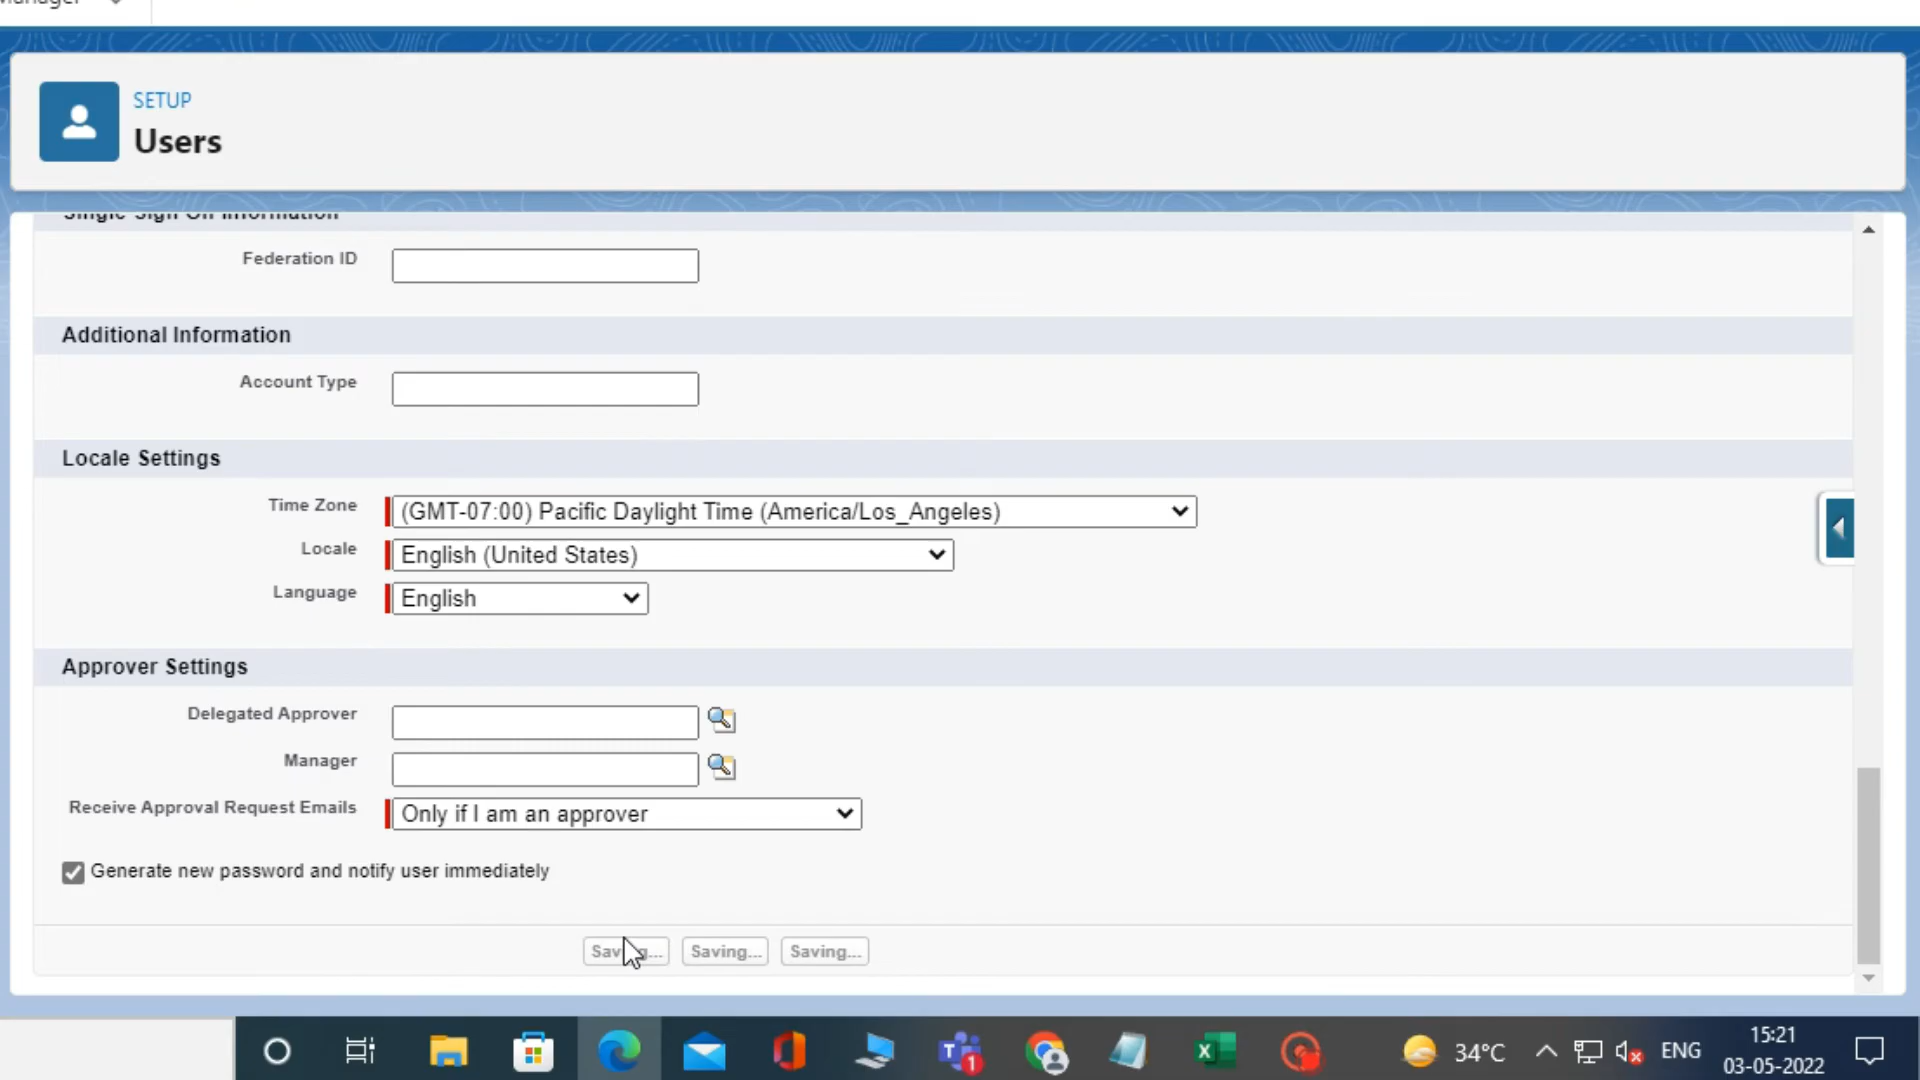 Manager
SETUP
Users
Single Sign On Information
Federation ID
Additional Information
Account Type
Locale Settings
Time Zone
(GMT-07:00) Pacific Daylight Time (America/Los_Angeles)
Locale
English (United States)
Language
English
Approver Settings
Delegated Approver
Manager
Receive Approval Request Emails
Only if I am an approver
Generate new password and notify user immediately
Saving... Saving... Saving...
1
34°C
ENG
15:21
03-05-2022